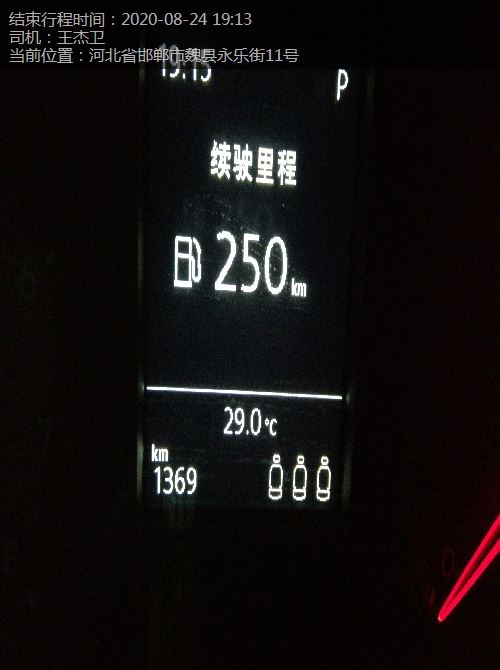 结束行程时间：2020-08-24 19:13
司机：王杰卫
当前位置：河北省邯郸市魏县永乐街11号
P
续驶里程
250 km
29.0 °C
km
1369